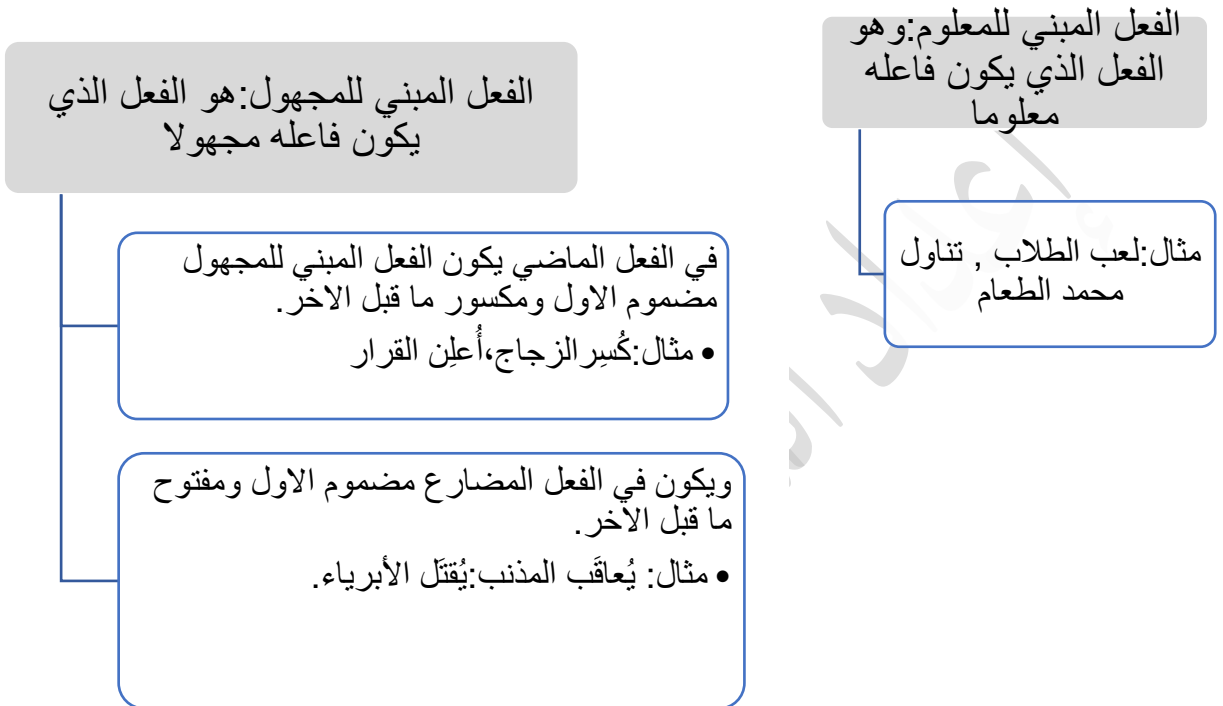 الفعل المبني للمعلوم:وهو
الفعل الذي يكون فاعله
معلوما
مثال:لعب الطلاب , تناول
محمد الطعام
الفعل المبني للمجهول:هو الفعل الذي
يكون فاعله مجهولا
في الفعل الماضي يكون الفعل المبني للمجهول
مضموم الاول ومكسور ما قبل الاخر.
• مثال:كُسِرالزجاج،أُعلِن القرار
ويكون في الفعل المضارع مضموم الاول ومفتوح
ما قبل الاخر.
• مثال: يُعاقَب المذنب:يُقتَل الأبرياء.